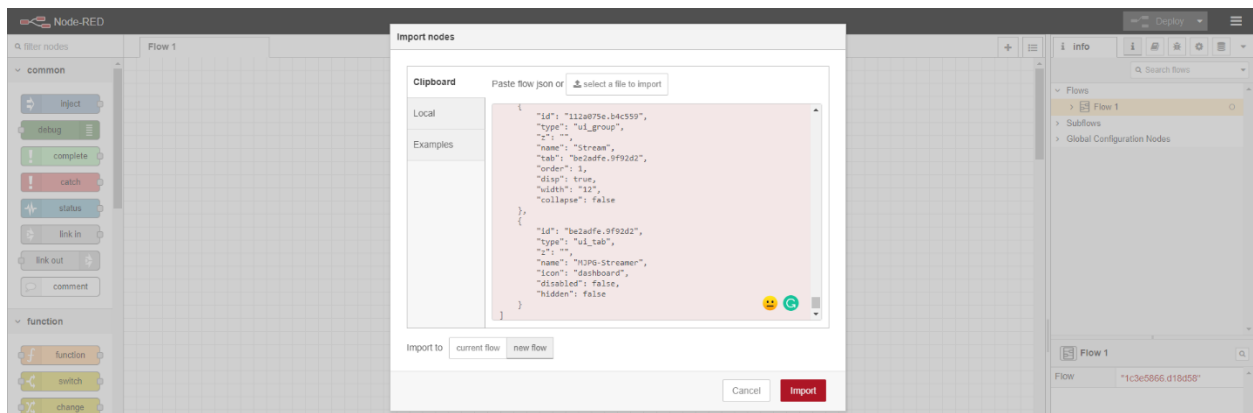 Node-RED
Deploy
filter nodes
common
inject
debug
complete
catch
status
link in
link out
comment
function
function
switch
change
Flow 1
Import nodes
Clipboard
Local
Examples
Paste flow json or select a file to import
{
"id": "112a075e.b4c559",
"type": "ui_group",
"z": "",
"name": "Stream",
"tab": "be2adfe.9f92d2",
"order": 1,
"disp": true,
"width": "12",
"collapse": false
},
{
"id": "be2adfe.9f92d2",
"type": "ui_tab",
"z": "",
"name": "MJPG-Streamer",
"icon": "dashboard",
"disabled": false,
"hidden": false
}
]
Import to current flow new flow
Cancel Import
i info i
Search flows
Flows
Flow 1
Subflows
Global Configuration Nodes
Flow 1
Flow "1c3e5866.d18d58"